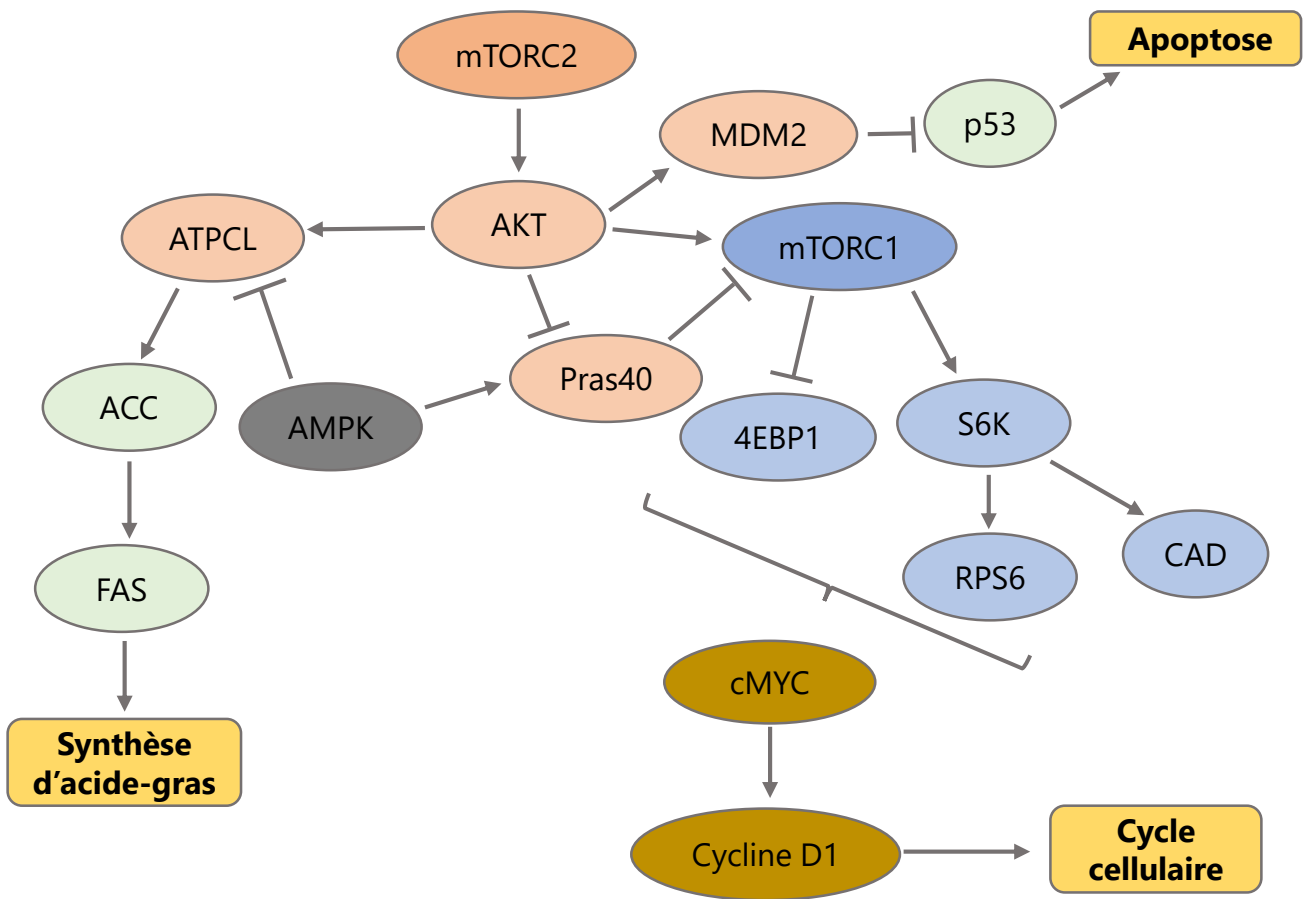 mTORC2
Apoptose
MDM2
p53
ATPCL
AKT
mTORC1
ACC
AMPK
Pras40
4EBP1
S6K
FAS
RPS6
CAD
cMYC
Synthèse
d'acide-gras
Cycline D1
Cycle
cellulaire